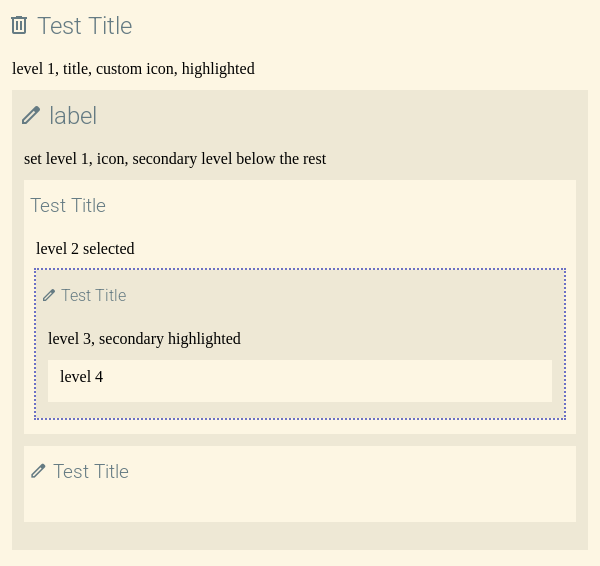 Test Title
level 1, title, custom icon, highlighted
label
set level 1, icon, secondary level below the rest
Test Title
level 2 selected
Test Title
level 3, secondary highlighted
level 4
Test Title